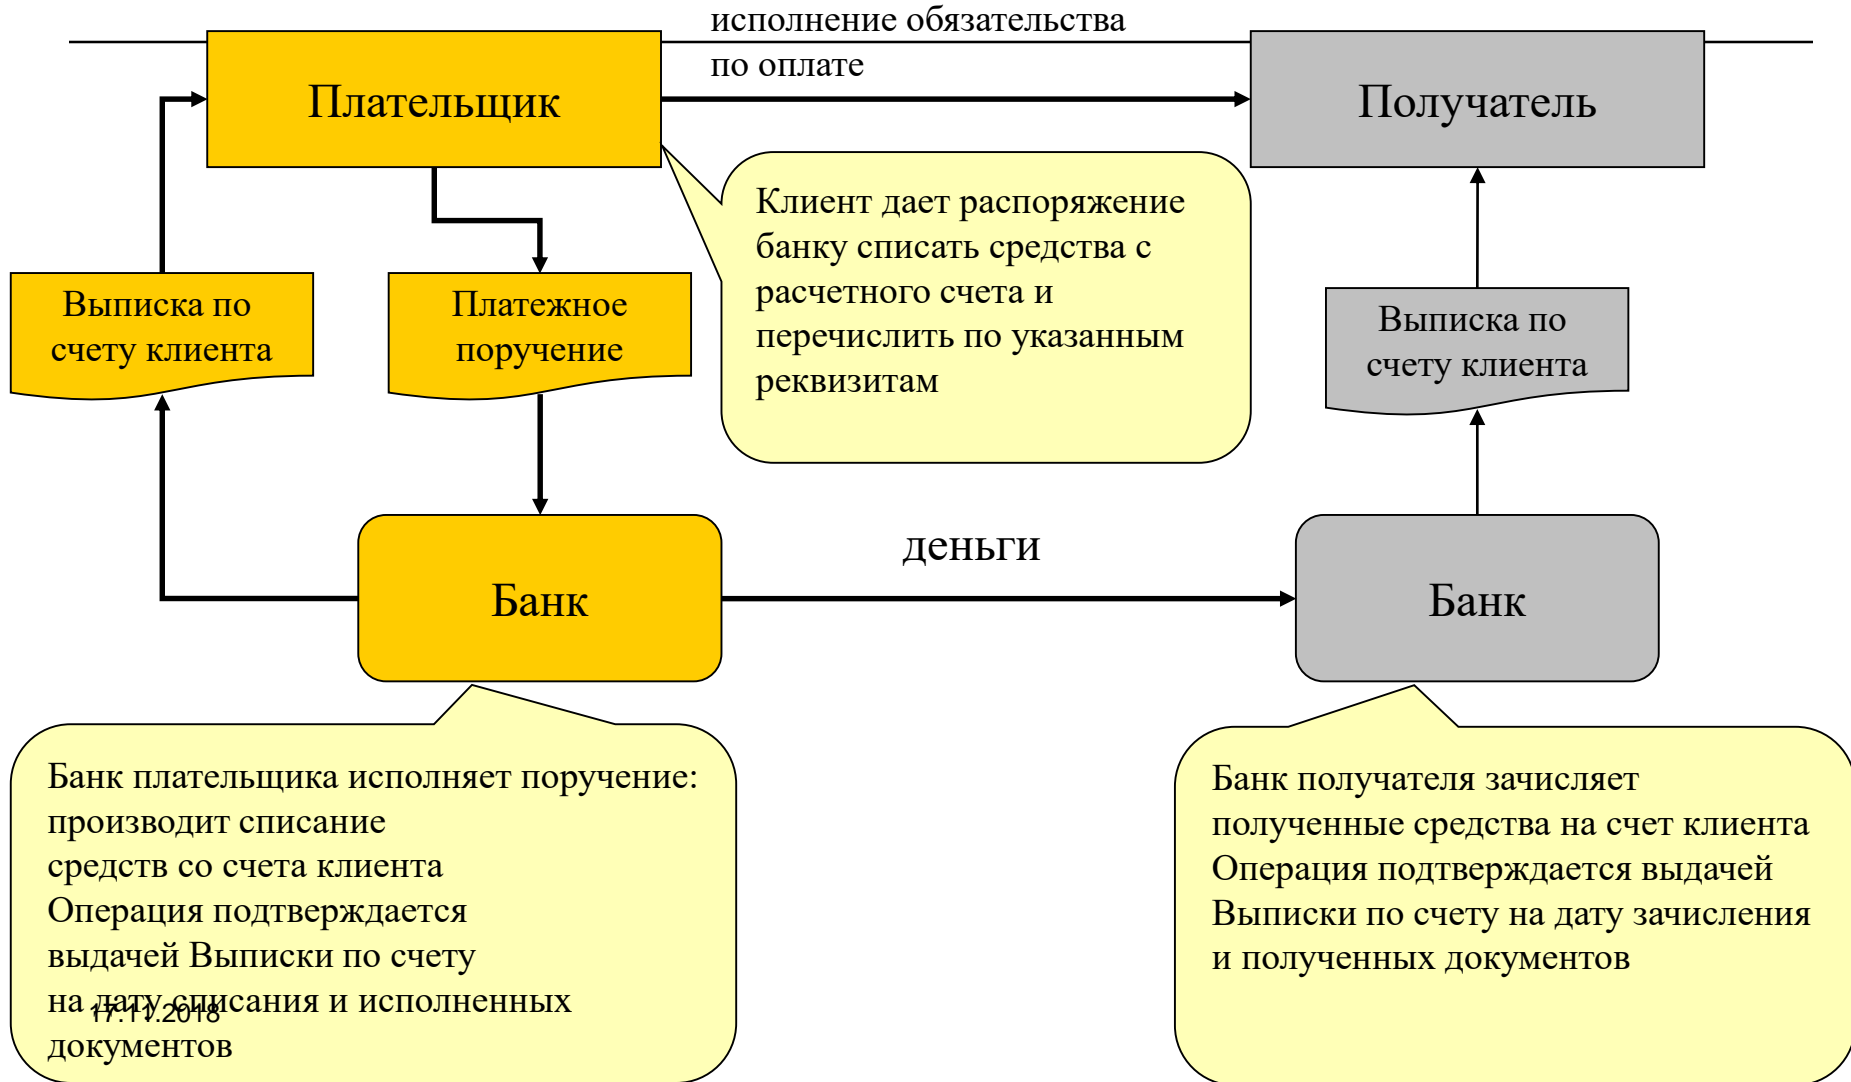 исполнение обязательства
по оплате
Плательщик
Получатель
Клиент дает распоряжение
банку списать средства с
расчетного счета и
перечислить по указанным
реквизитам
Выписка по
счету клиента
Платежное
поручение
Выписка по
счету клиента
деньги
Банк
Банк
Банк плательщика исполняет поручение:
производит списание
средств со счета клиента
Операция подтверждается
выдачей Выписки по счету
на дату списания и исполненных
документов
17.11.2018
Банк получателя зачисляет
полученные средства на счет клиента
Операция подтверждается выдачей
Выписки по счету на дату зачисления
и полученных документов